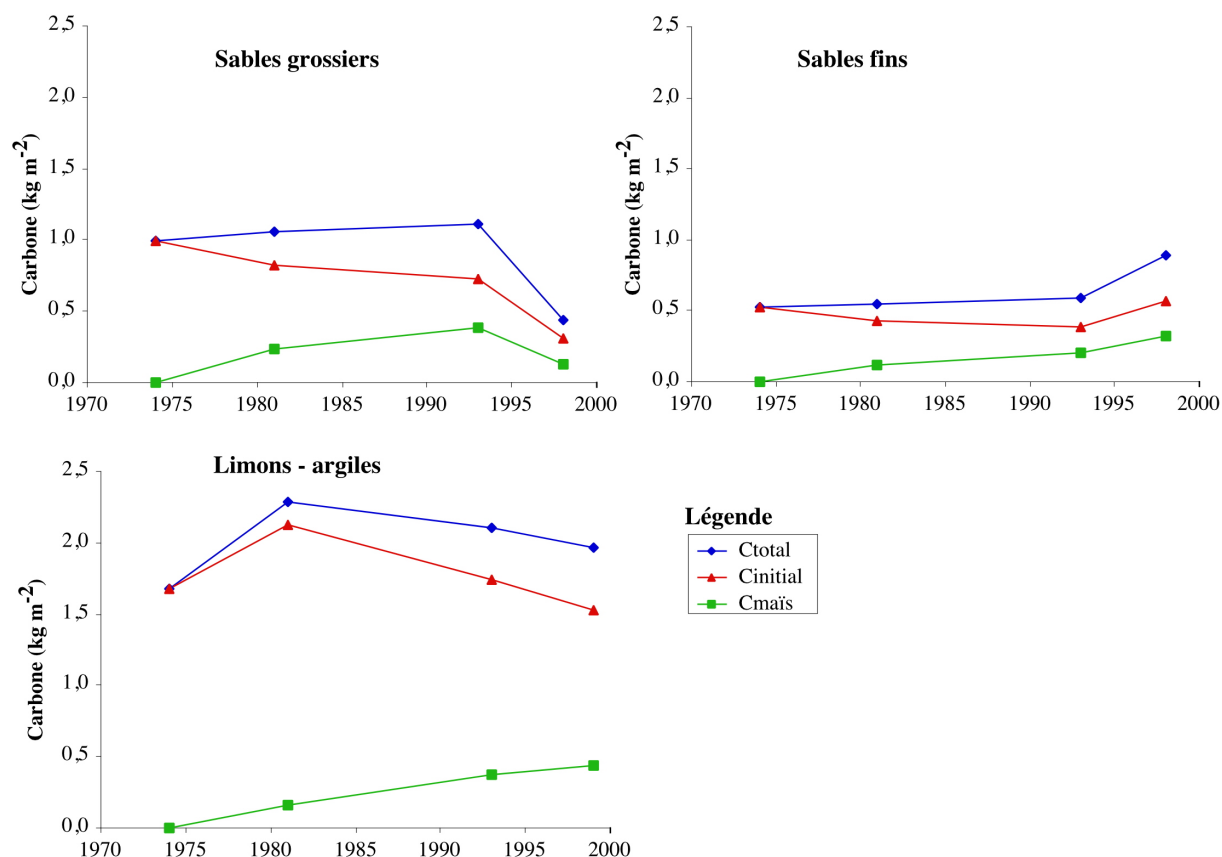 Sables grossiers
Carbone (kg m-2)
2,5
2,0
1,5
1,0
0,5
0,0
1970 1975 1980 1985 1990 1995 2000
Sables fins
Carbone (kg m-2)
2,5
2,0
1,5
1,0
0,5
0,0
1970 1975 1980 1985 1990 1995 2000
Limons - argiles
Carbone (kg m-2)
2,5
2,0
1,5
1,0
0,5
0,0
1970 1975 1980 1985 1990 1995 2000
Légende
Ctotal
Cinitial
Cmaïs